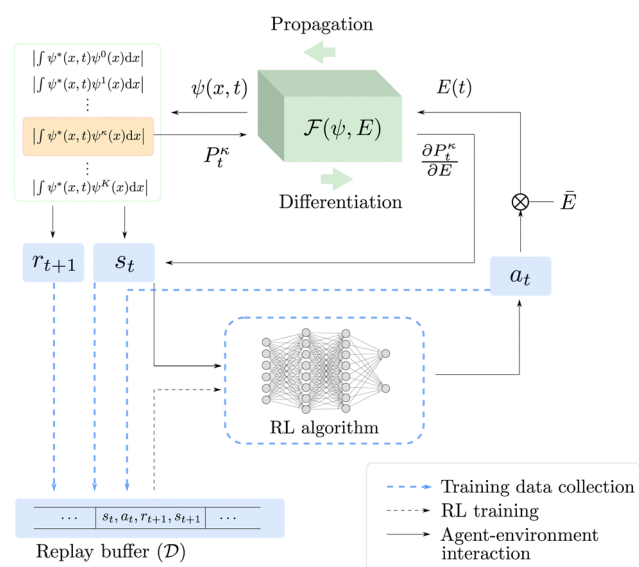 Propagation
|∫ ψ*(x, t)ψ⁰(x)dx|
|∫ ψ*(x, t)ψ¹(x)dx|
⋮
|∫ ψ*(x, t)ψ^κ(x)dx|
⋮
|∫ ψ*(x, t)ψ^K(x)dx|
ψ(x, t)
P_t^κ
F(ψ, E)
E(t)
∂P_t^κ
∂E
Differentiation
⊗ Ē
r_{t+1}
s_t
a_t
RL algorithm
··· s_t, a_t, r_{t+1}, s_{t+1} ···
Replay buffer (D)
Training data collection
RL training
Agent-environment
interaction